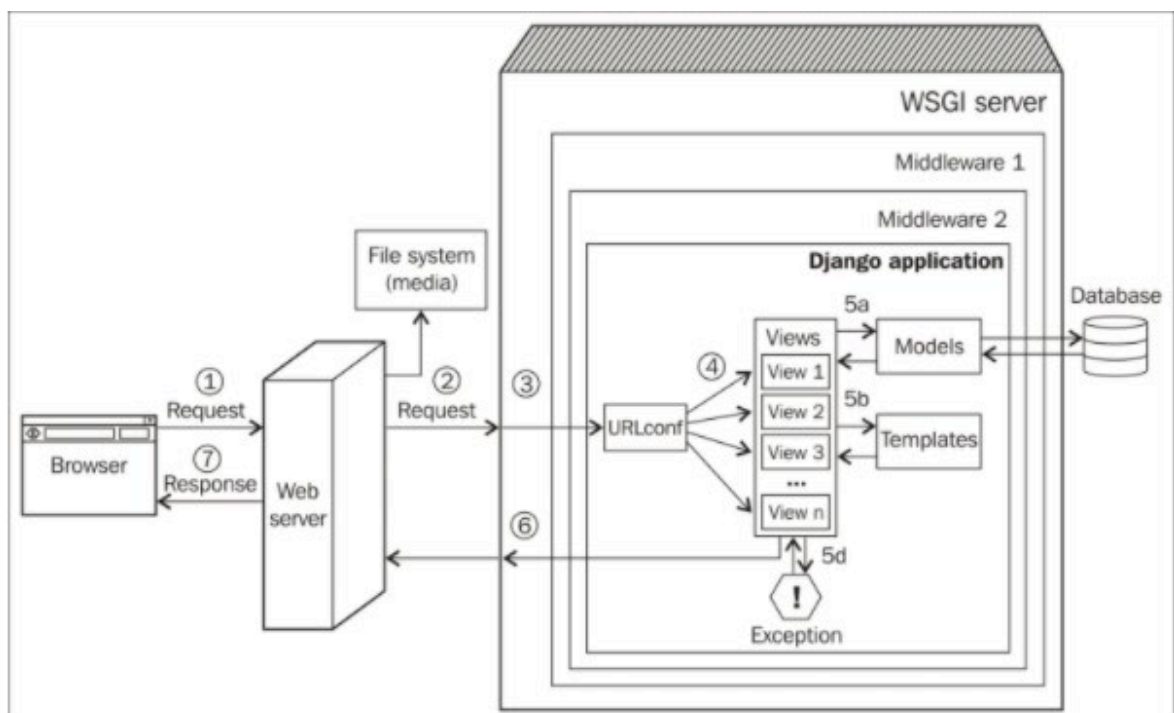 WSGI server
Middleware 1
Middleware 2
Django application
File system
(media)
Database
5a
Models
Views
View 1
View 2
View 3
...
View n
④
5b
Templates
①
Request
②
Request
③
URLconf
Browser
⑦
Response
Web
server
⑥
5d
!
Exception